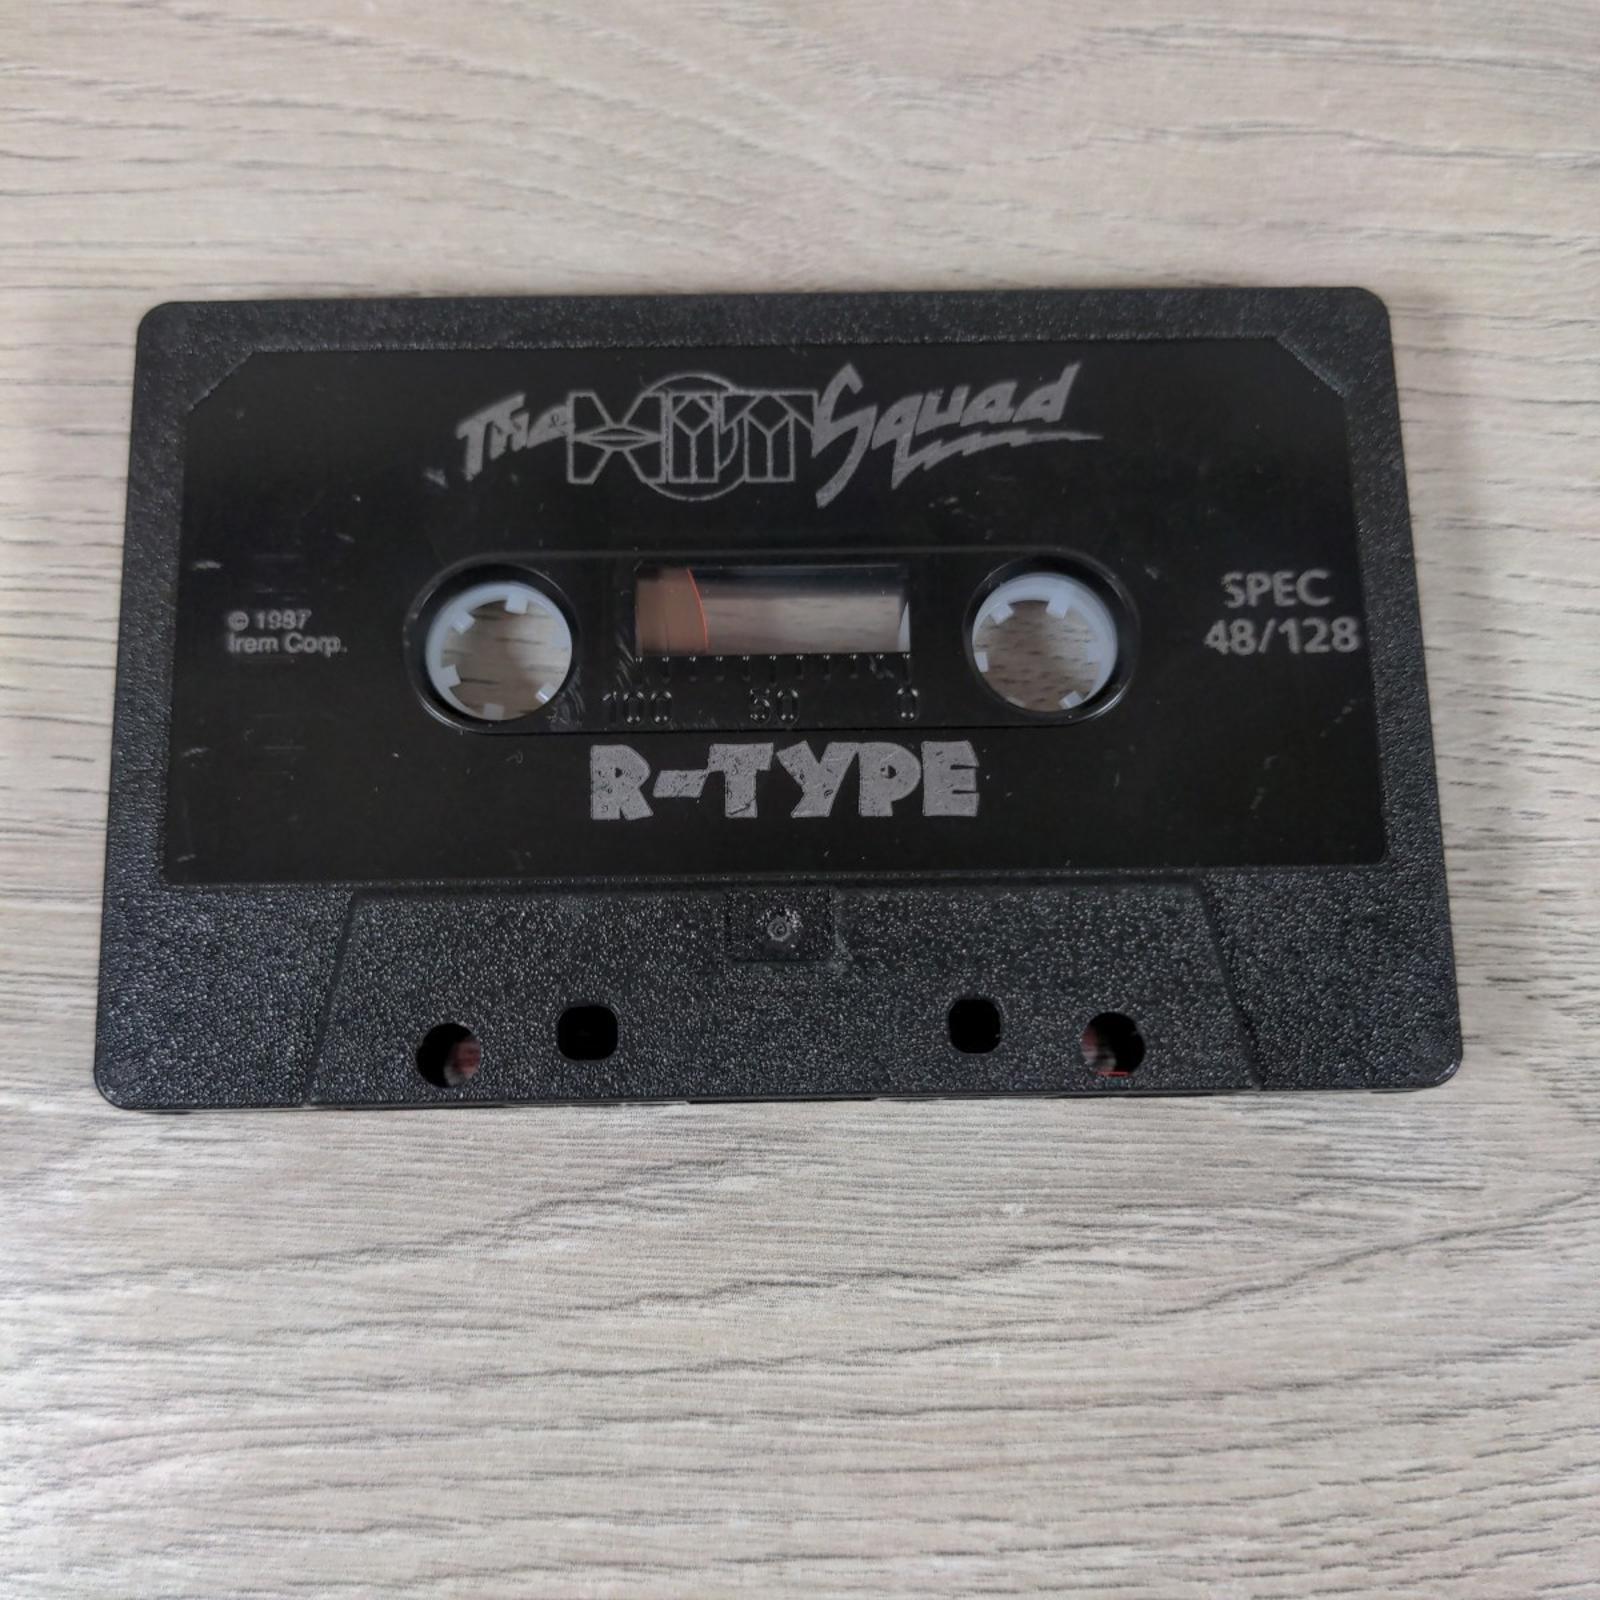 The HIT Squad
© 1987
Irem Corp.
SPEC
48/128
100 50 0
R-TYPE